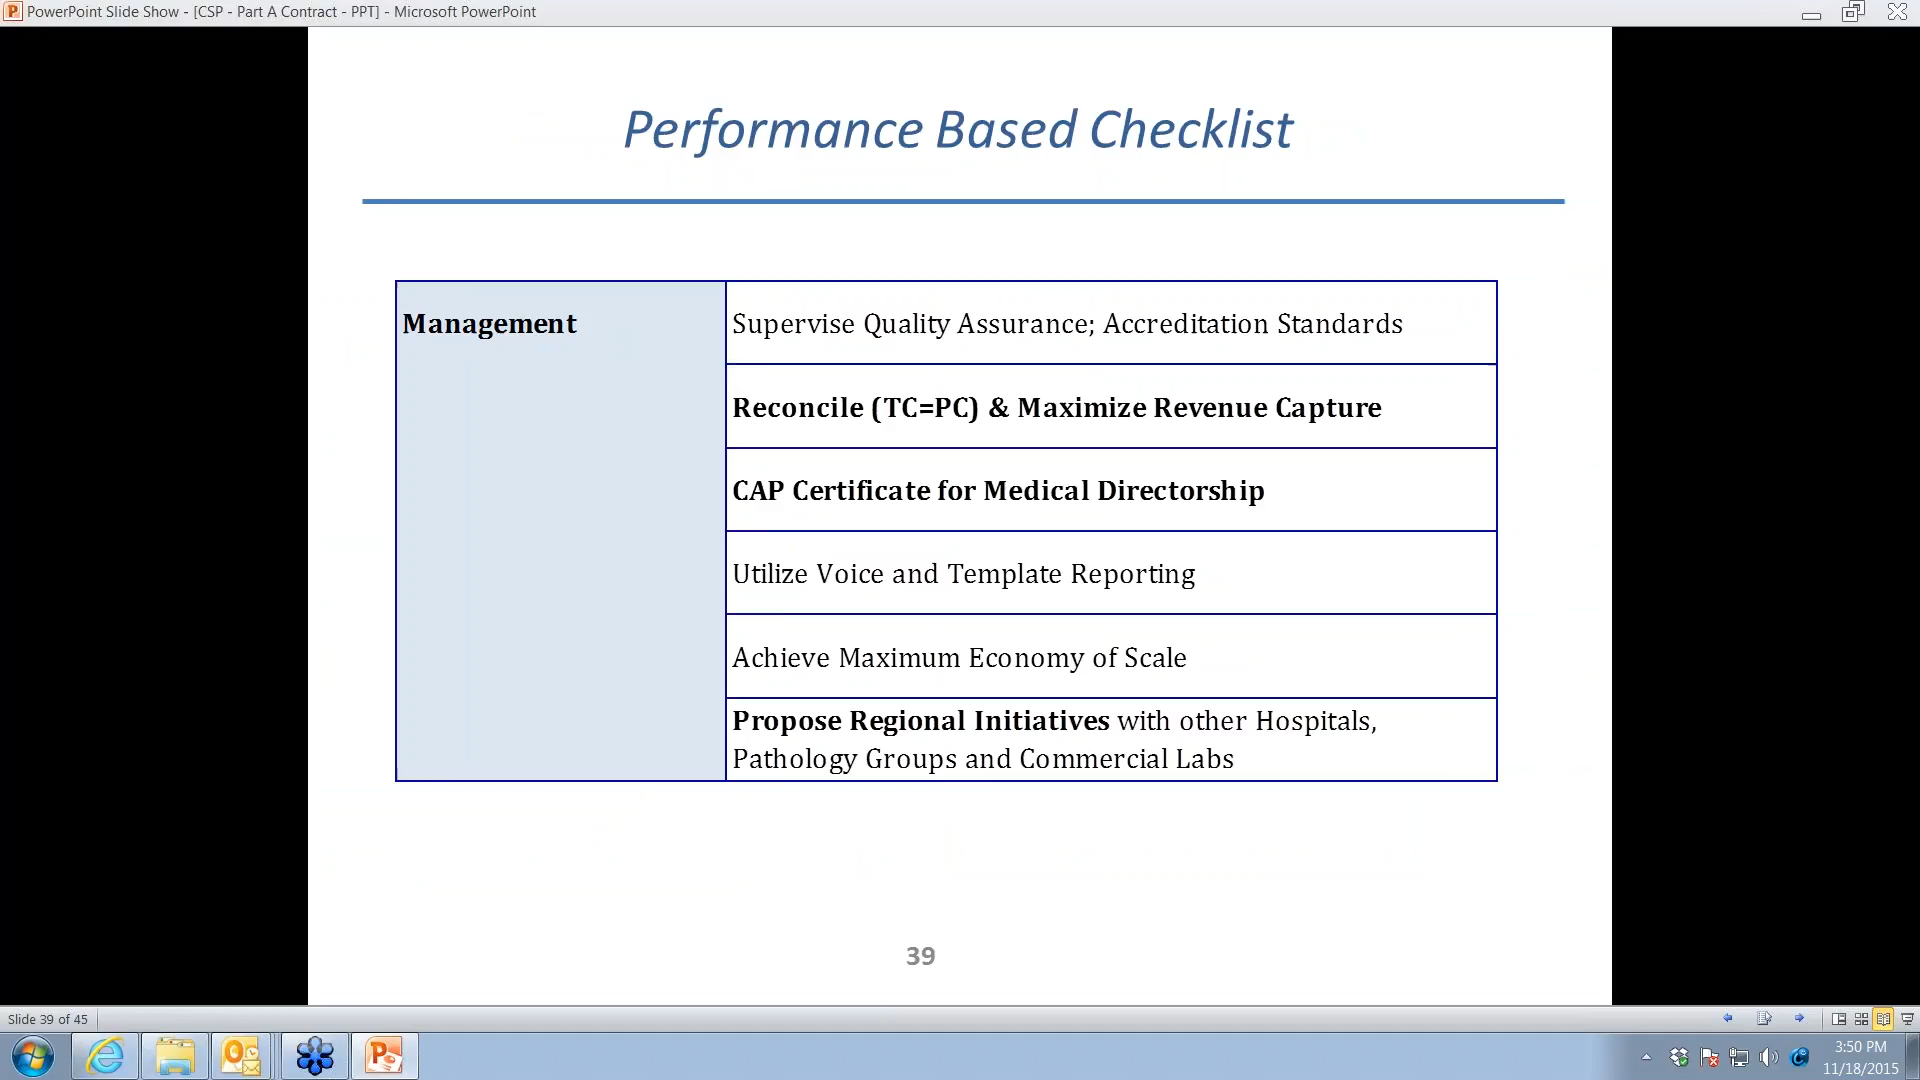 PowerPoint Slide Show - [CSP - Part A Contract - PPT] - Microsoft PowerPoint
Performance Based Checklist
Management
Supervise Quality Assurance; Accreditation Standards
Reconcile (TC=PC) & Maximize Revenue Capture
CAP Certificate for Medical Directorship
Utilize Voice and Template Reporting
Achieve Maximum Economy of Scale
Propose Regional Initiatives with other Hospitals,
Pathology Groups and Commercial Labs
39
Slide 39 of 45
3:50 PM
11/18/2015